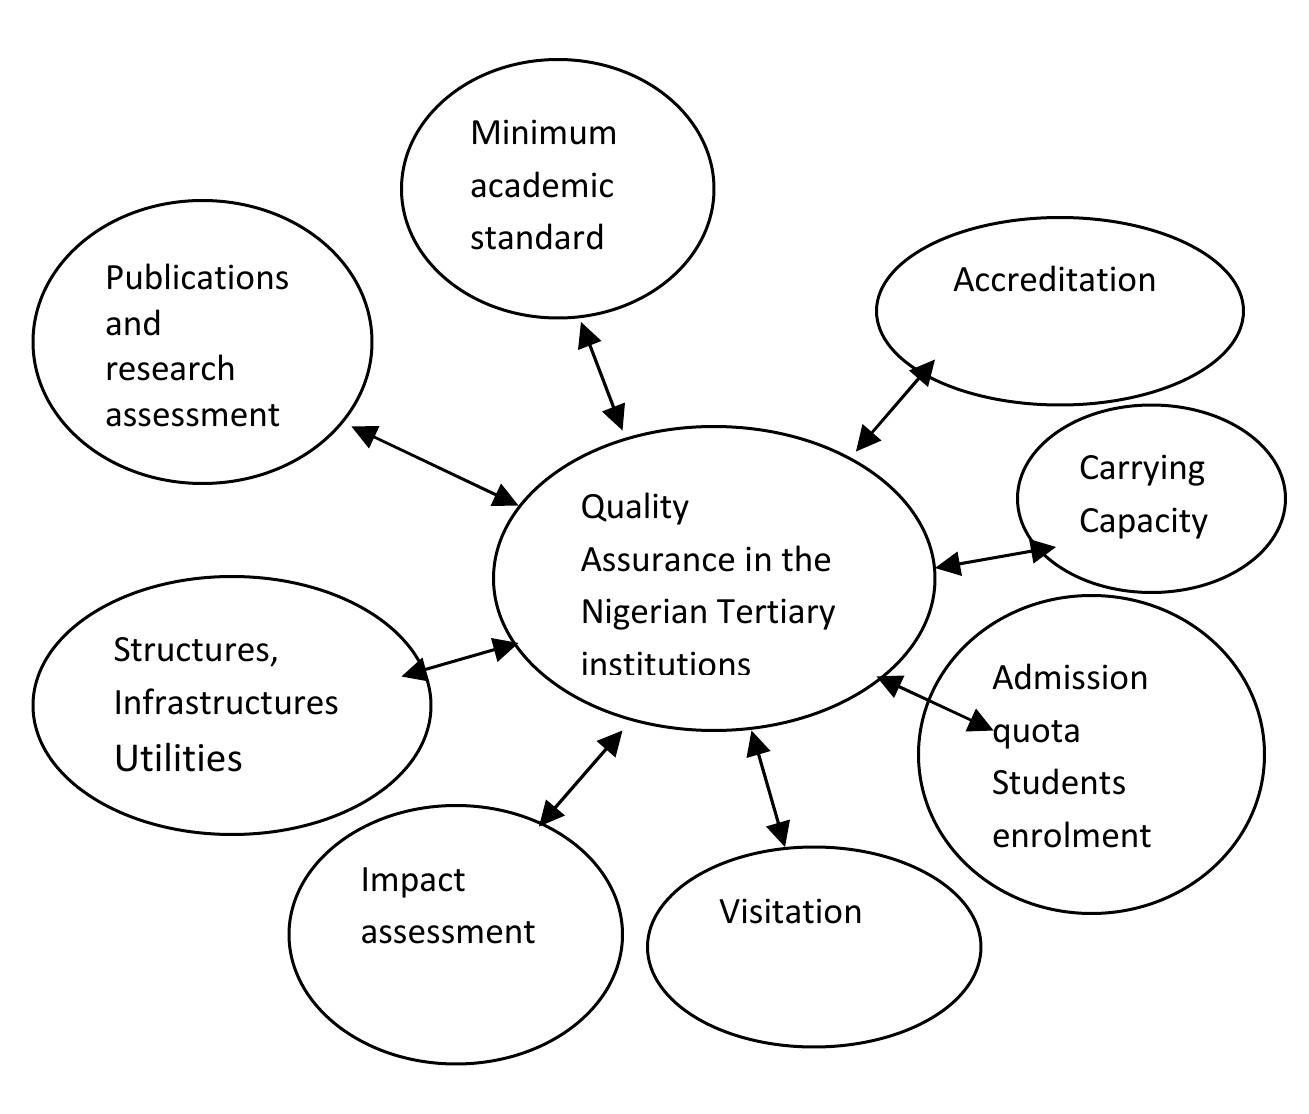 Minimum
academic
standard
Publications
and
research
assessment
Accreditation
Carrying
Capacity
Quality
Assurance in the
Nigerian Tertiary
institutions
Structures,
Infrastructures
Utilities
Admission
quota
Students
enrolment
Impact
assessment
Visitation